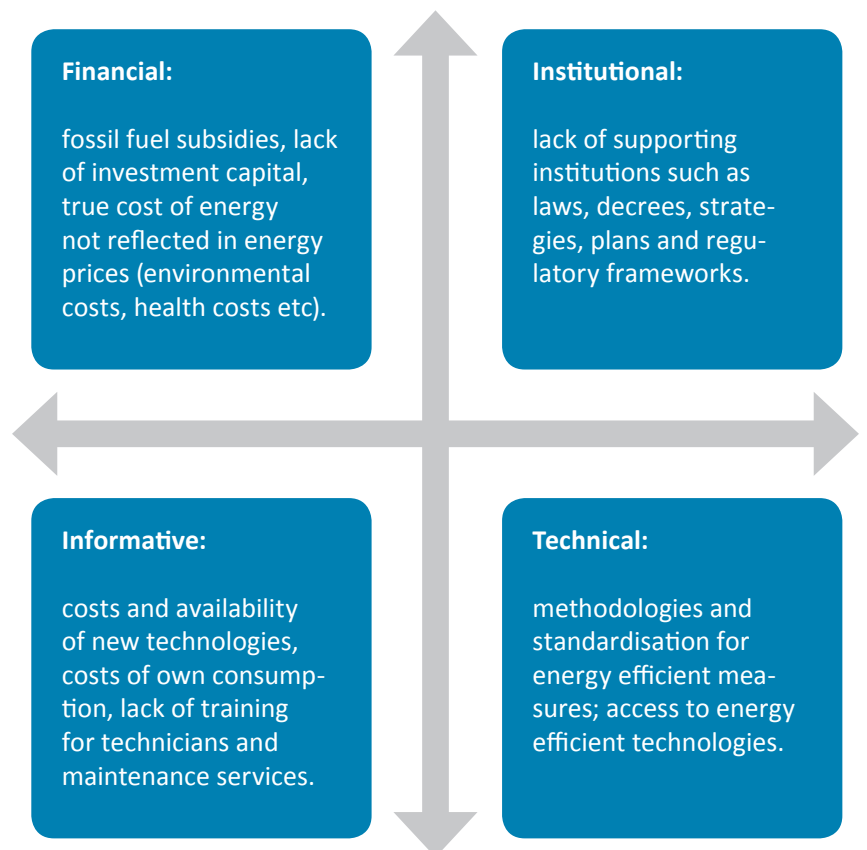 Financial:
fossil fuel subsidies, lack
of investment capital,
true cost of energy
not reflected in energy
prices (environmental
costs, health costs etc).
Institutional:
lack of supporting
institutions such as
laws, decrees, strate-
gies, plans and regu-
latory frameworks.
Informative:
costs and availability
of new technologies,
costs of own consump-
tion, lack of training
for technicians and
maintenance services.
Technical:
methodologies and
standardisation for
energy efficient mea-
sures; access to energy
efficient technologies.